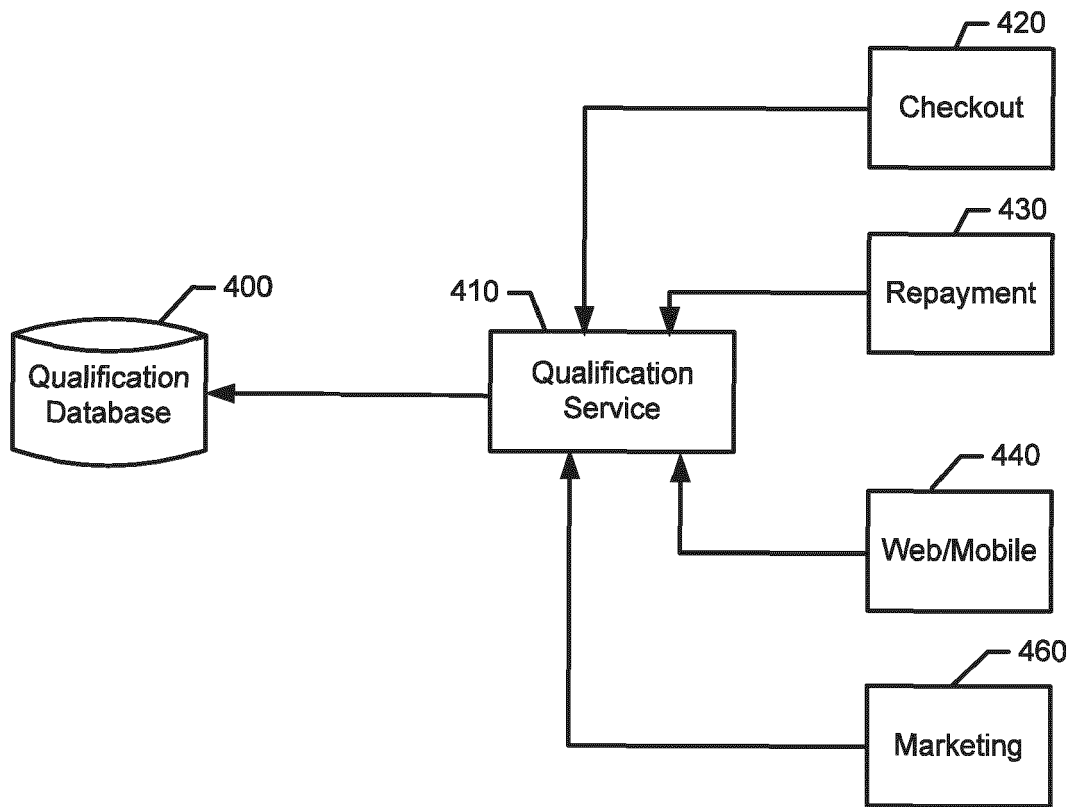 420
Checkout
430
Repayment
400
Qualification
Database
410
Qualification
Service
440
Web/Mobile
460
Marketing